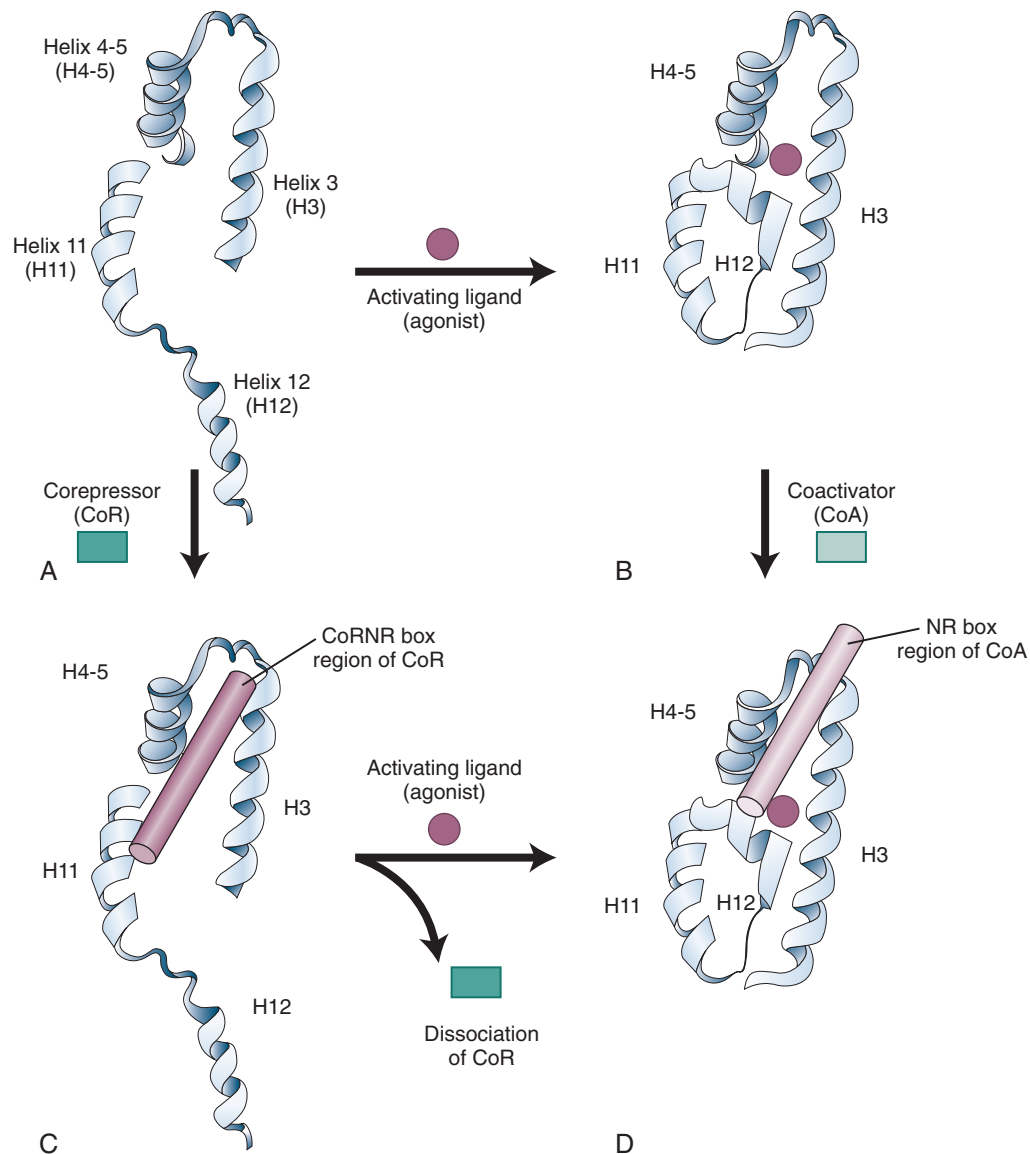 Helix 4-5
(H4-5)
Helix 3
(H3)
Helix 11
(H11)
Helix 12
(H12)
Activating ligand
(agonist)
H4-5
H3
H11
H12
Corepressor
(CoR)
A
Coactivator
(CoA)
B
CoRNR box
region of CoR
H4-5
H3
H11
H12
Activating ligand
(agonist)
Dissociation
of CoR
NR box
region of CoA
H4-5
H3
H11
H12
C
D